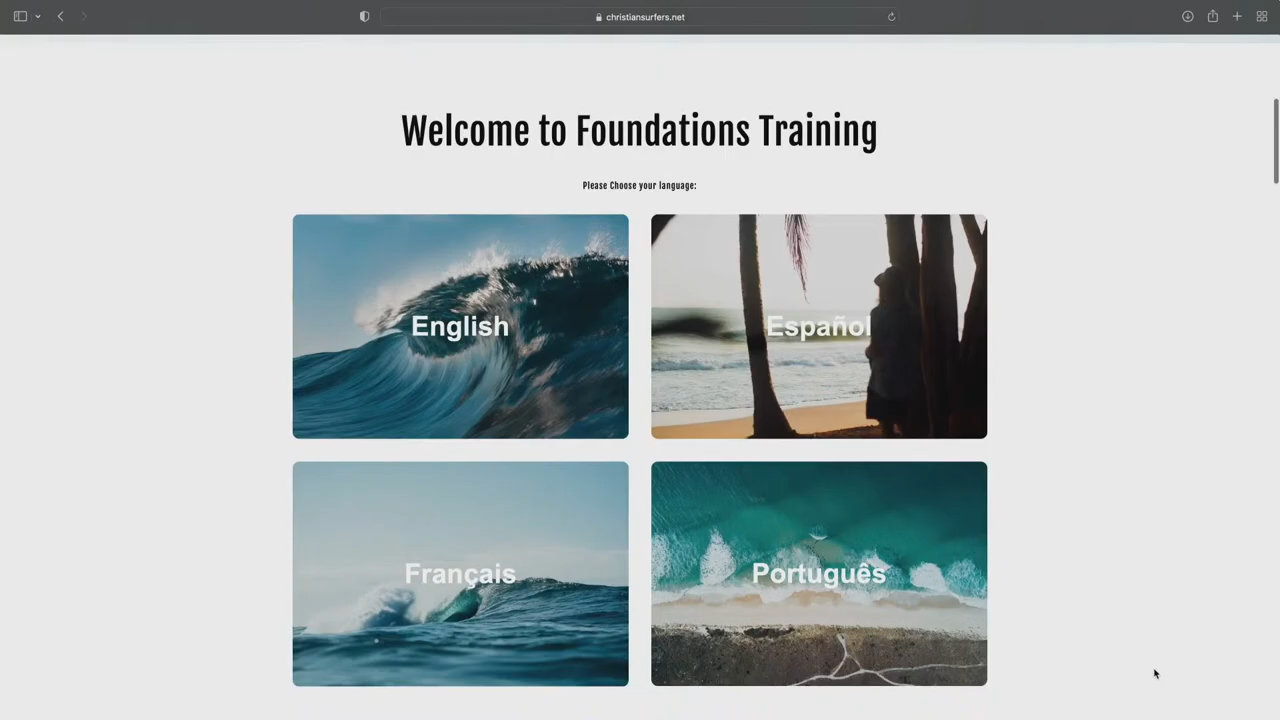 christiansurfers.net
Welcome to Foundations Training
Please Choose your language:
English
Español
Français
Português